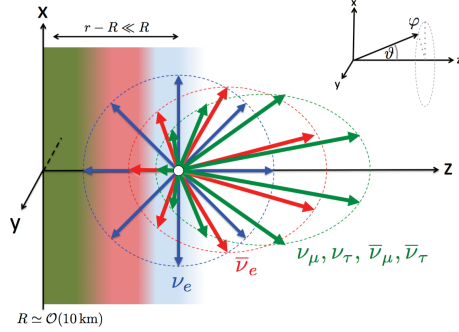 x
r − R ≪ R
x
φ
ϑ
z
y
z
y
ν_e
ν̄_e
ν_μ, ν_τ, ν̄_μ, ν̄_τ
R ≃ O(10 km)